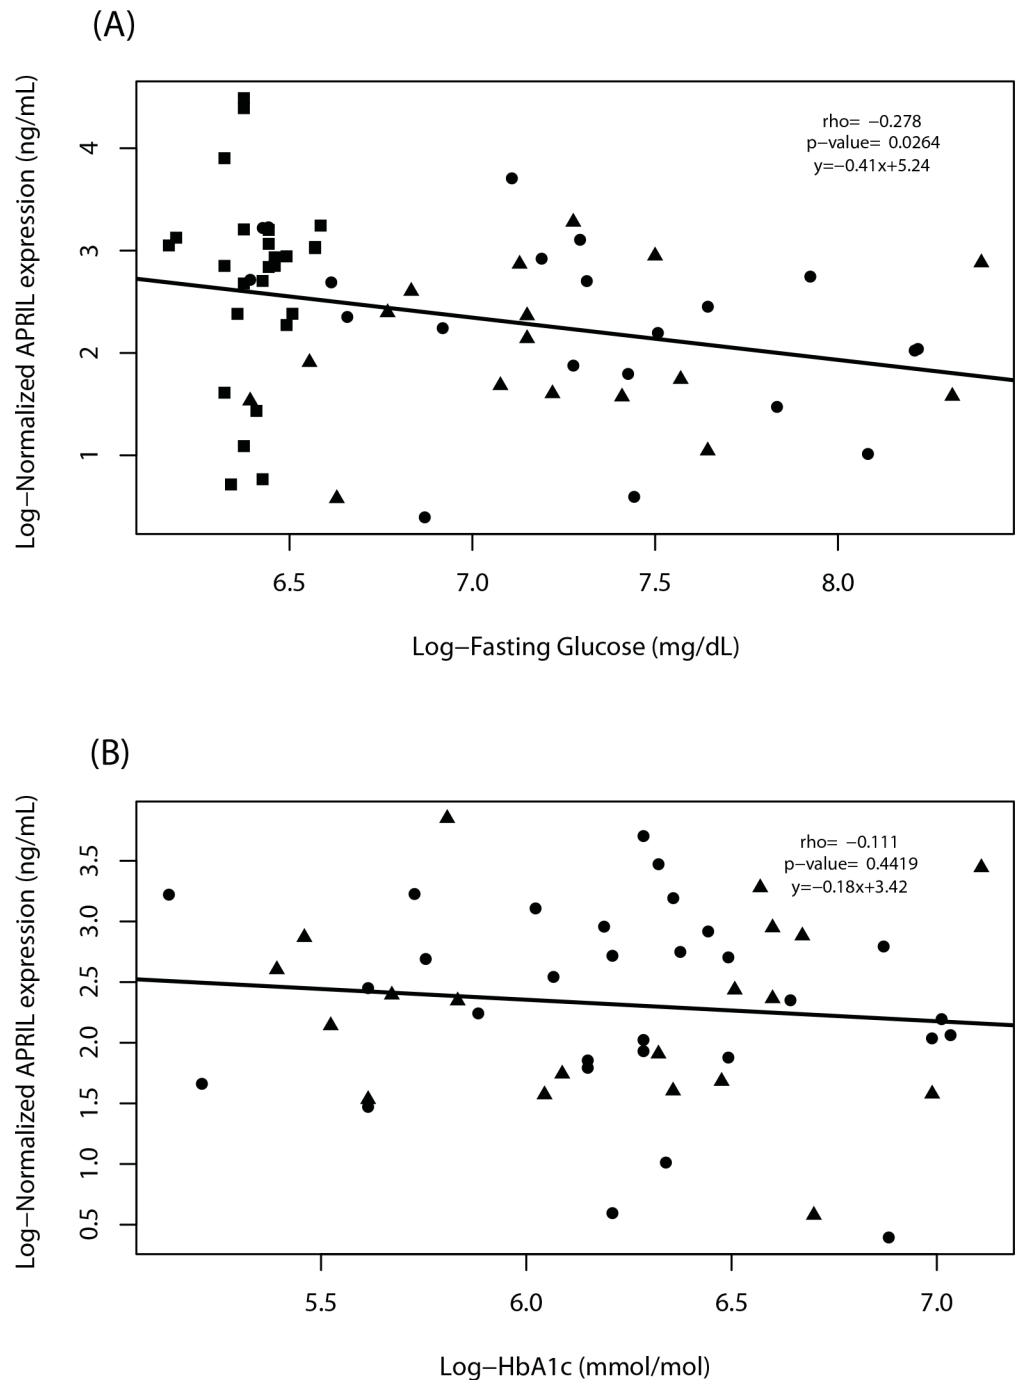 (A)
Log−Normalized APRIL expression (ng/mL)
4
3
2
1
rho= −0.278
p−value= 0.0264
y=−0.41x+5.24
6.5 7.0 7.5 8.0
Log−Fasting Glucose (mg/dL)
(B)
Log−Normalized APRIL expression (ng/mL)
3.5
3.0
2.5
2.0
1.5
1.0
0.5
rho= −0.111
p−value= 0.4419
y=−0.18x+3.42
5.5 6.0 6.5 7.0
Log−HbA1c (mmol/mol)